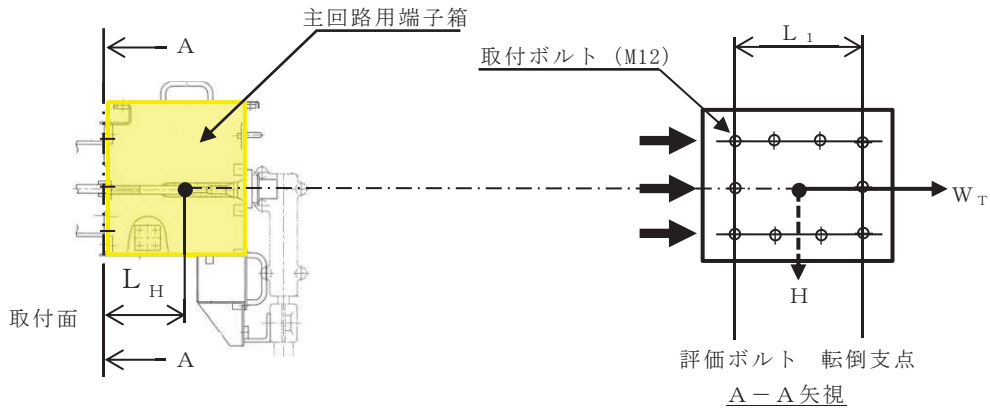 主回路用端子箱
A
L H
取付面
A
L 1
取付ボルト (M12)
W T
H
評価ボルト 転倒支点
A－A矢視